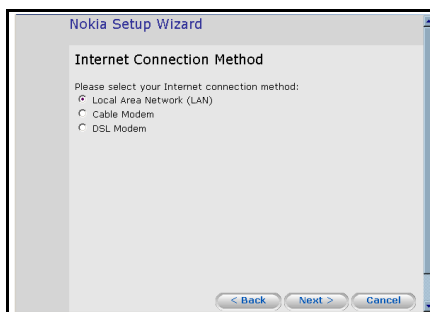 Nokia Setup Wizard
Internet Connection Method
Please select your Internet connection method:
Local Area Network (LAN)
Cable Modem
DSL Modem
< Back Next > Cancel